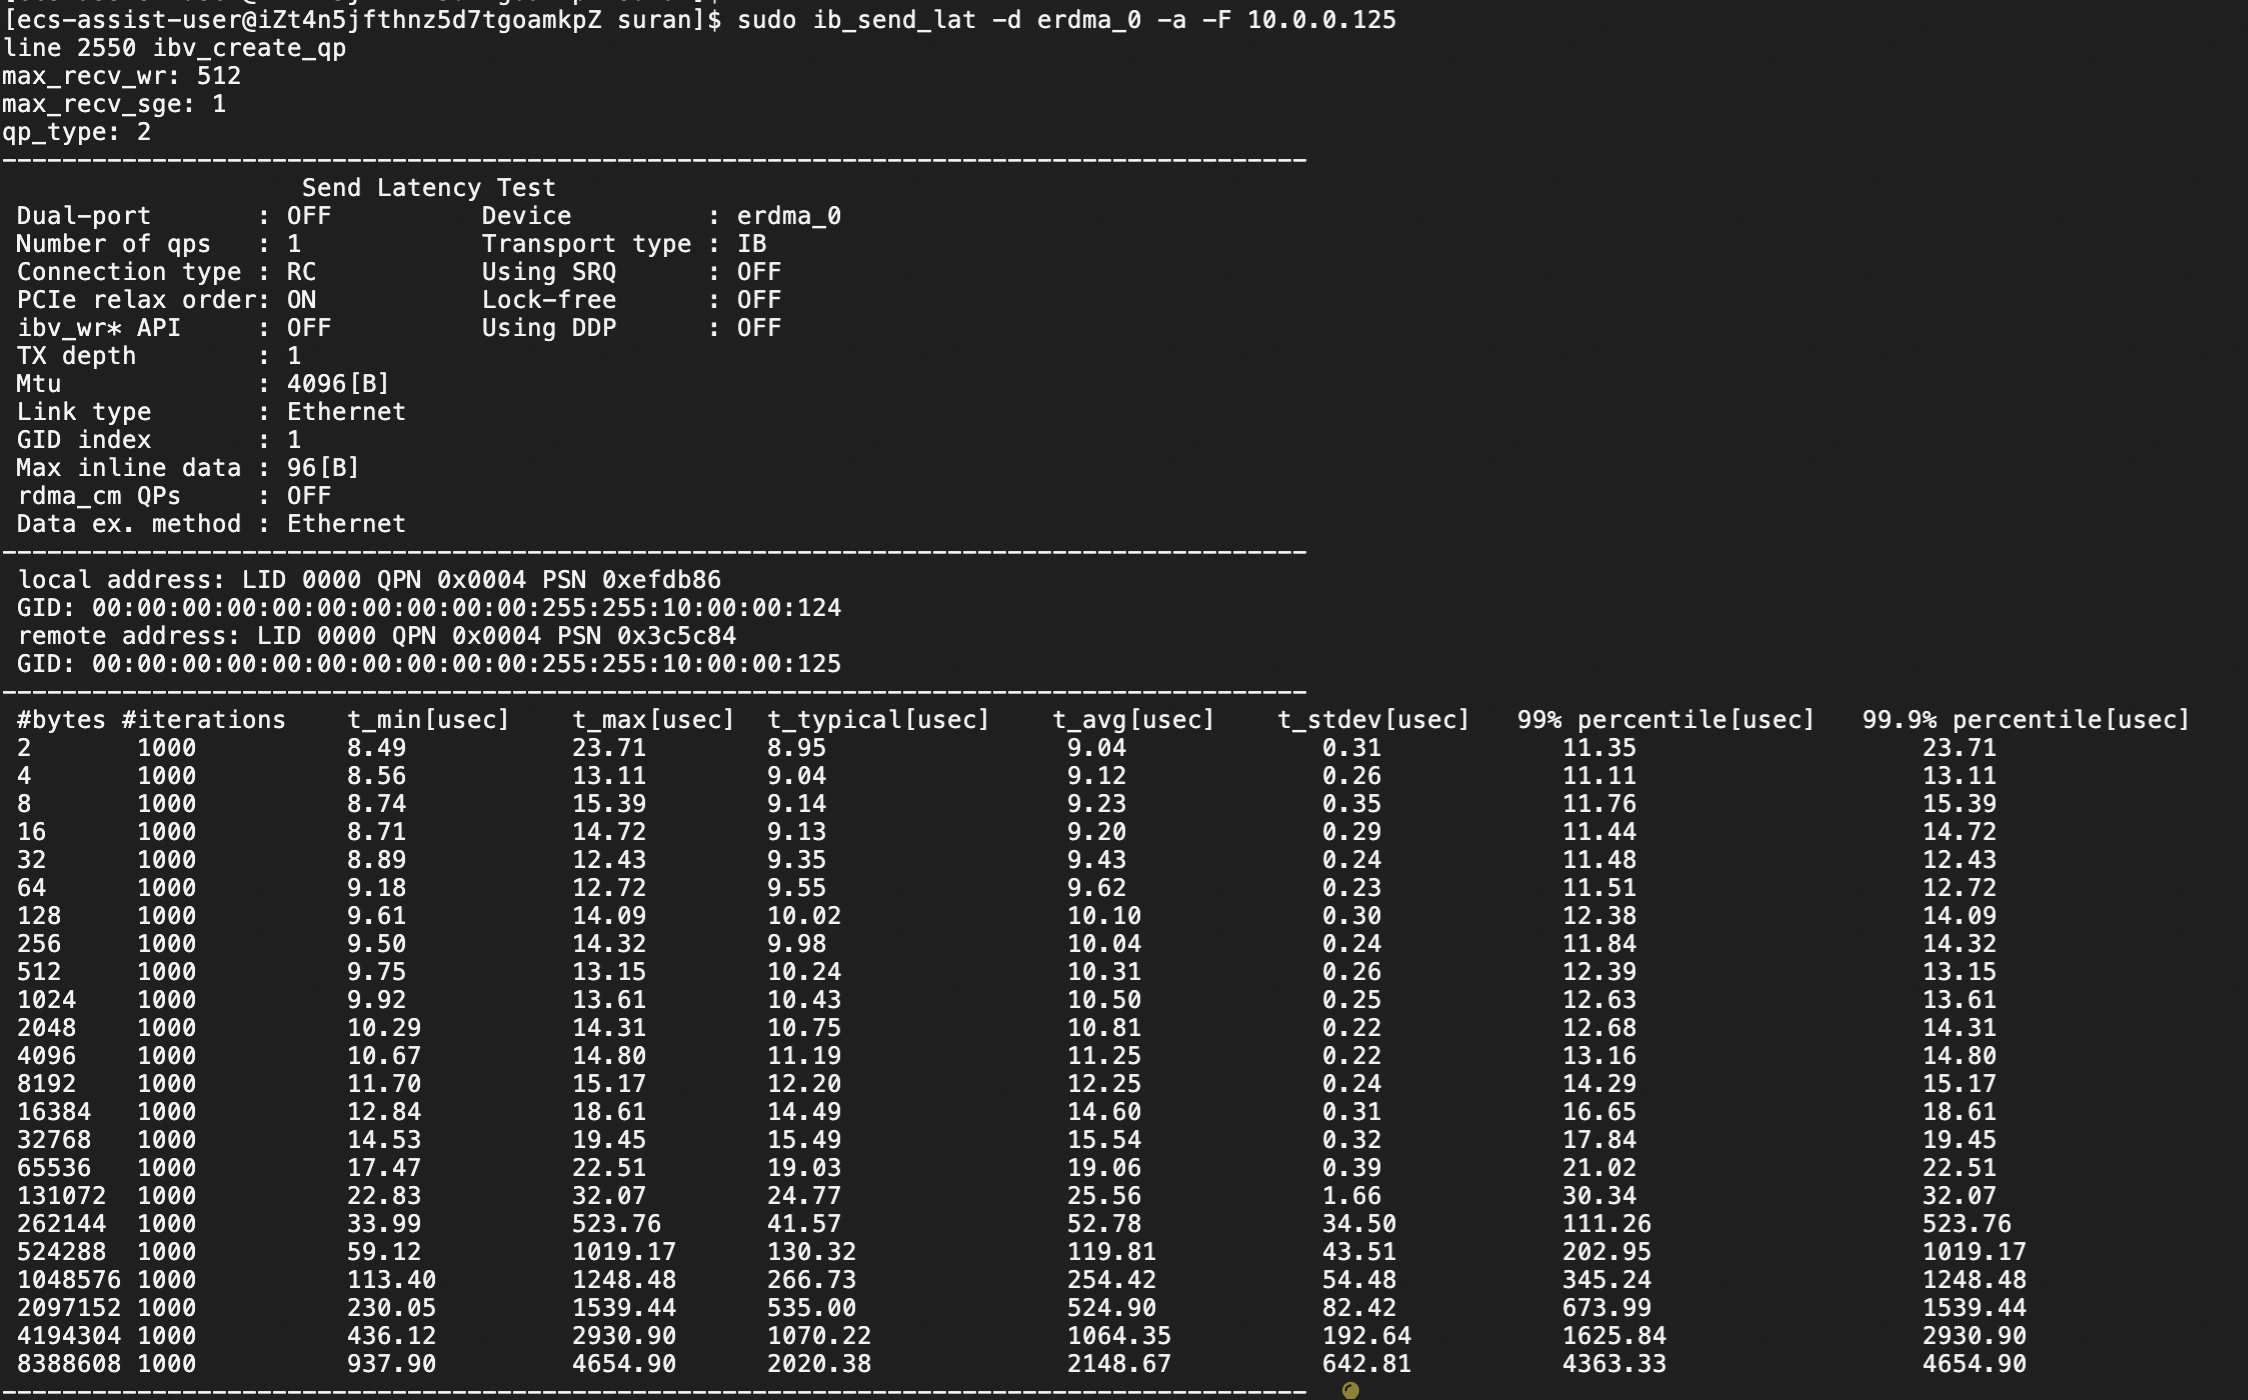 [ecs-assist-user@iZt4n5jfthnz5d7tgoamkpZ suran]$ sudo ib_send_lat -d erdma_0 -a -F 10.0.0.125
line 2550 ibv_create_qp
max_recv_wr: 512
max_recv_sge: 1
qp_type: 2
---------------------------------------------------------------------------------------
                    Send Latency Test
 Dual-port       : OFF          Device         : erdma_0
 Number of qps   : 1            Transport type : IB
 Connection type : RC           Using SRQ      : OFF
 PCIe relax order: ON           Lock-free      : OFF
 ibv_wr* API     : OFF          Using DDP      : OFF
 TX depth        : 1
 Mtu             : 4096[B]
 Link type       : Ethernet
 GID index       : 1
 Max inline data : 96[B]
 rdma_cm QPs     : OFF
 Data ex. method : Ethernet
---------------------------------------------------------------------------------------
 local address: LID 0000 QPN 0x0004 PSN 0xefdb86
 GID: 00:00:00:00:00:00:00:00:00:00:255:255:10:00:00:124
 remote address: LID 0000 QPN 0x0004 PSN 0x3c5c84
 GID: 00:00:00:00:00:00:00:00:00:00:255:255:10:00:00:125
---------------------------------------------------------------------------------------
 #bytes #iterations    t_min[usec]    t_max[usec]  t_typical[usec]    t_avg[usec]    t_stdev[usec]   99% percentile[usec]   99.9% percentile[usec]
 2       1000          8.49           23.71        8.95               9.04             0.31            11.35                   23.71
 4       1000          8.56           13.11        9.04               9.12             0.26            11.11                   13.11
 8       1000          8.74           15.39        9.14               9.23             0.35            11.76                   15.39
 16      1000          8.71           14.72        9.13               9.20             0.29            11.44                   14.72
 32      1000          8.89           12.43        9.35               9.43             0.24            11.48                   12.43
 64      1000          9.18           12.72        9.55               9.62             0.23            11.51                   12.72
 128     1000          9.61           14.09        10.02              10.10            0.30            12.38                   14.09
 256     1000          9.50           14.32        9.98               10.04            0.24            11.84                   14.32
 512     1000          9.75           13.15        10.24              10.31            0.26            12.39                   13.15
 1024    1000          9.92           13.61        10.43              10.50            0.25            12.63                   13.61
 2048    1000          10.29          14.31        10.75              10.81            0.22            12.68                   14.31
 4096    1000          10.67          14.80        11.19              11.25            0.22            13.16                   14.80
 8192    1000          11.70          15.17        12.20              12.25            0.24            14.29                   15.17
 16384   1000          12.84          18.61        14.49              14.60            0.31            16.65                   18.61
 32768   1000          14.53          19.45        15.49              15.54            0.32            17.84                   19.45
 65536   1000          17.47          22.51        19.03              19.06            0.39            21.02                   22.51
 131072  1000          22.83          32.07        24.77              25.56            1.66            30.34                   32.07
 262144  1000          33.99          523.76       41.57              52.78            34.50           111.26                  523.76
 524288  1000          59.12          1019.17      130.32             119.81           43.51           202.95                  1019.17
 1048576 1000          113.40         1248.48      266.73             254.42           54.48           345.24                  1248.48
 2097152 1000          230.05         1539.44      535.00             524.90           82.42           673.99                  1539.44
 4194304 1000          436.12         2930.90      1070.22            1064.35          192.64          1625.84                 2930.90
 8388608 1000          937.90         4654.90      2020.38            2148.67          642.81          4363.33                 4654.90
---------------------------------------------------------------------------------------